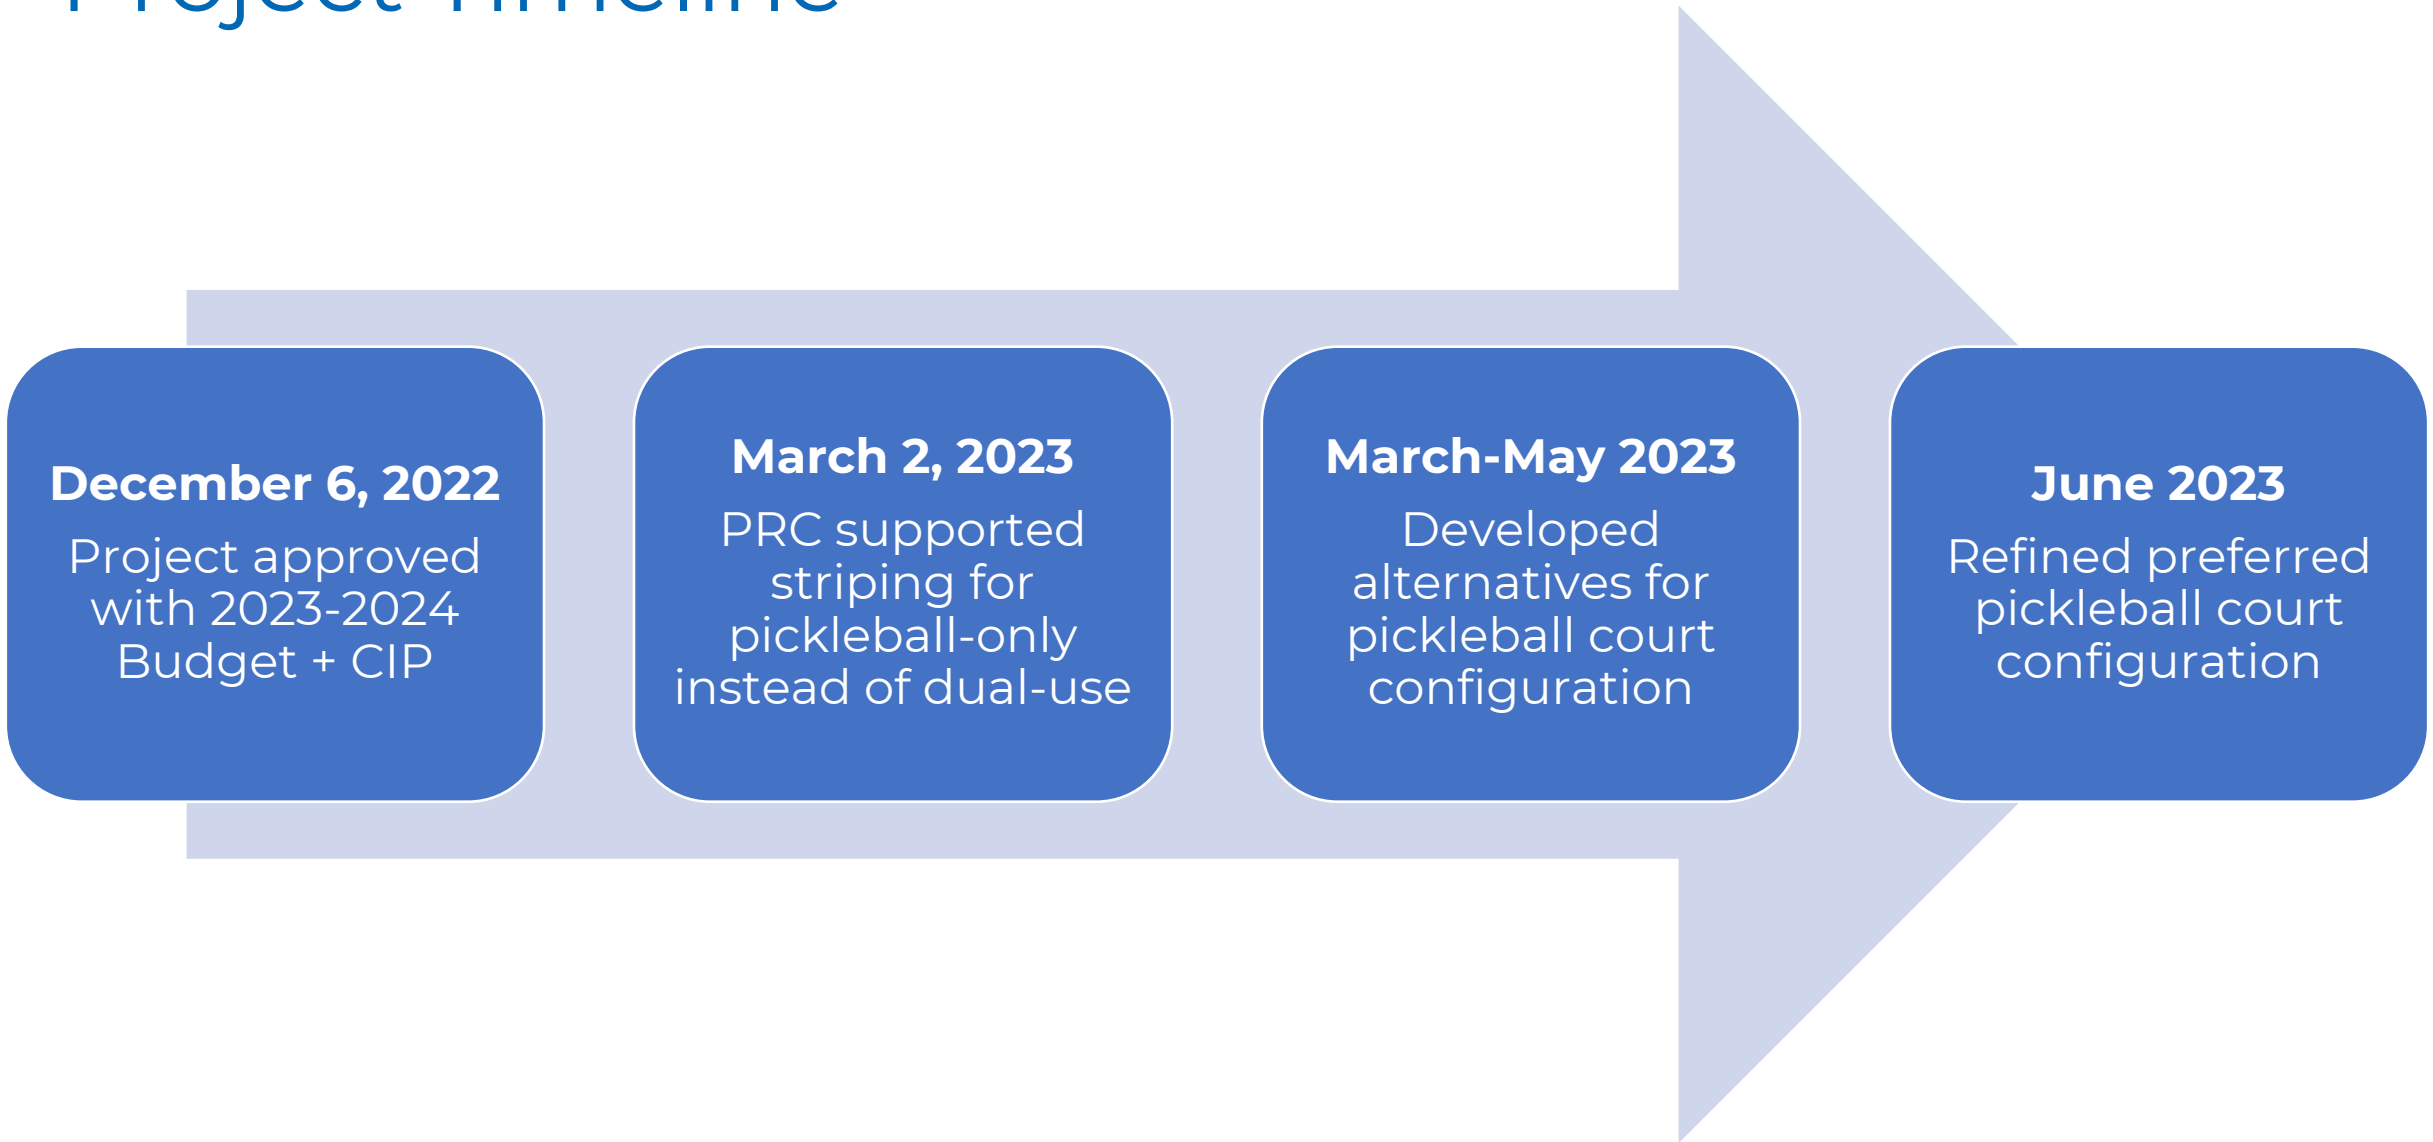 Project Timeline
December 6, 2022
Project approved
with 2023-2024
Budget + CIP
March 2, 2023
PRC supported
striping for
pickleball-only
instead of dual-use
March-May 2023
Developed
alternatives for
pickleball court
configuration
June 2023
Refined preferred
pickleball court
configuration